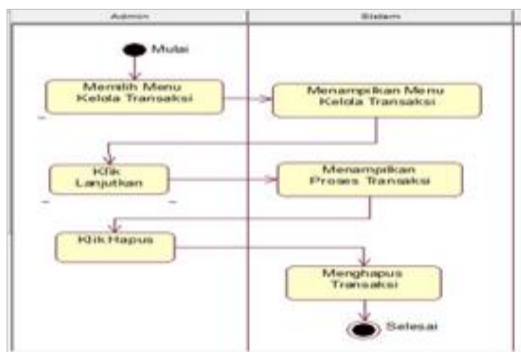 Admin
Sistem
Mulai
Memilih Menu
Kelola Transaksi
Menampilkan Menu
Kelola Transaksi
Klik
Lanjutkan
Menampilkan
Proses Transaksi
Klik Hapus
Menghapus
Transaksi
Selesai